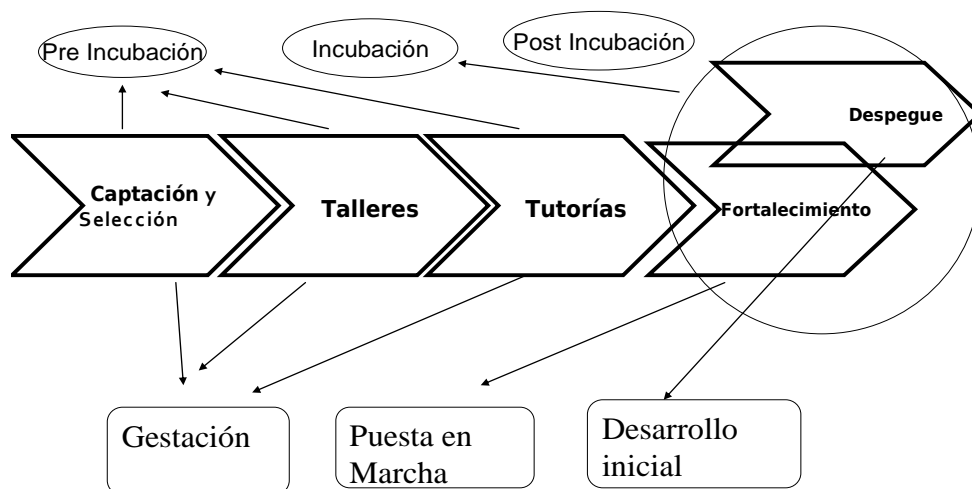 Pre Incubación
Incubación
Post Incubación
Despegue
Captación y
Selección
Talleres
Tutorías
Fortalecimiento
Gestación
Puesta en
Marcha
Desarrollo
inicial